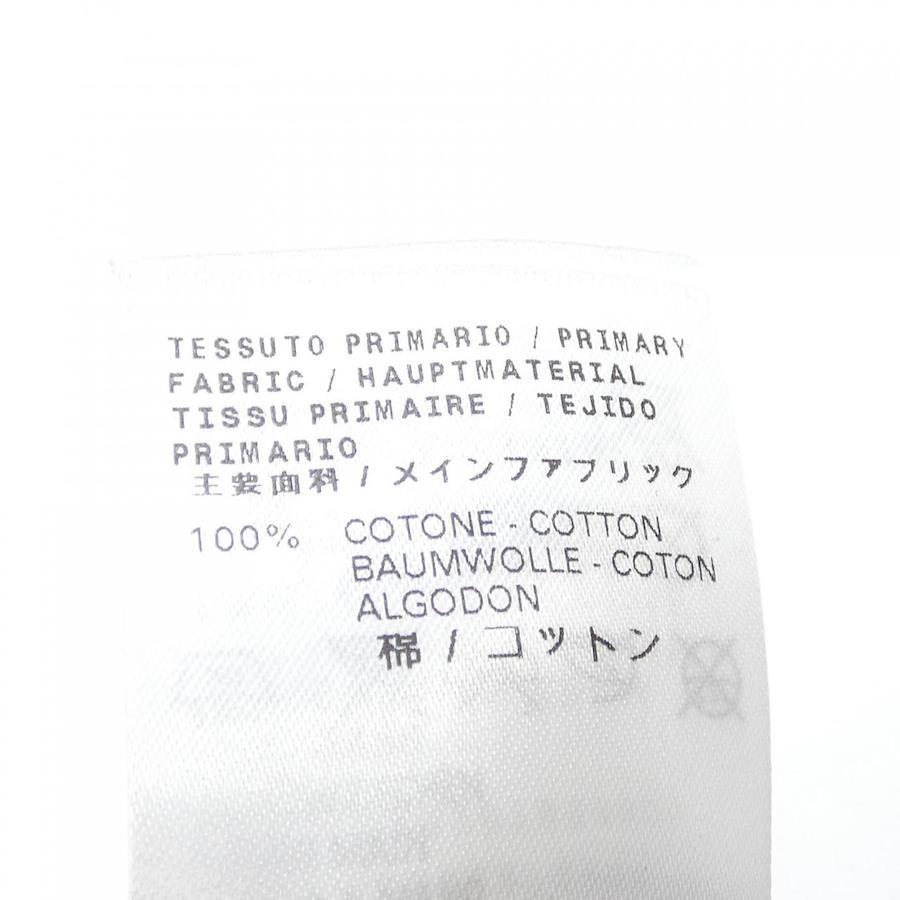 TESSUTO PRIMARIO / PRIMARY
FABRIC / HAUPTMATERIAL
TISSU PRIMAIRE / TEJIDO
PRIMARIO
主要面料 / メインファブリック
100% COTONE - COTTON
BAUMWOLLE - COTON
ALGODON
棉 / コットン